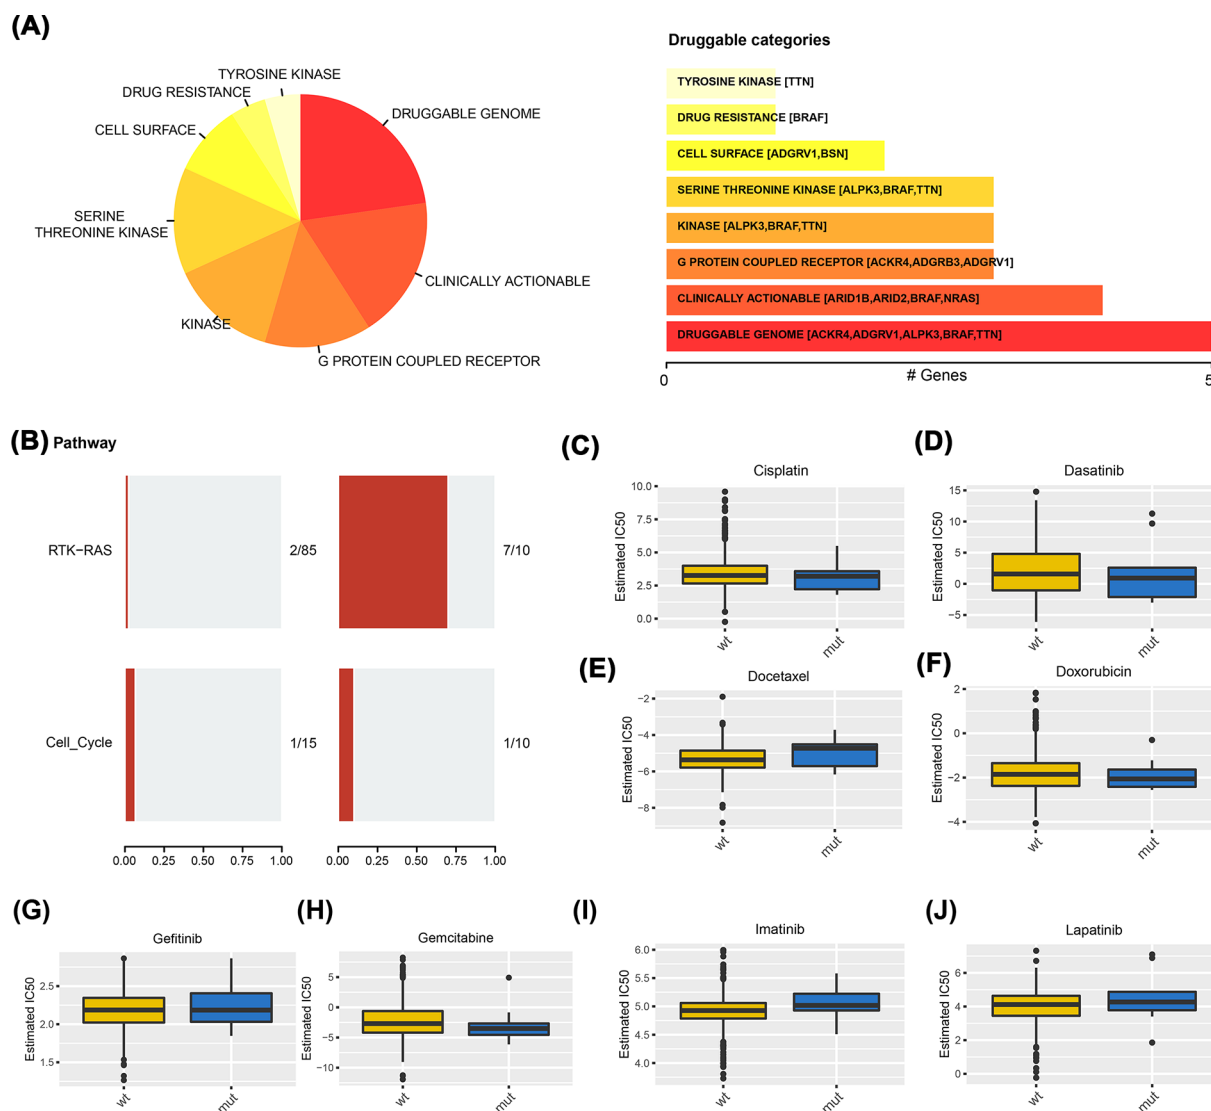 (A)
TYROSINE KINASE
DRUG RESISTANCE
CELL SURFACE
SERINE
THREONINE KINASE
KINASE
G PROTEIN COUPLED RECEPTOR
CLINICALLY ACTIONABLE
DRUGGABLE GENOME
Druggable categories
TYROSINE KINASE [TTN]
DRUG RESISTANCE [BRAF]
CELL SURFACE [ADGRV1,BSN]
SERINE THREONINE KINASE [ALPK3,BRAF,TTN]
KINASE [ALPK3,BRAF,TTN]
G PROTEIN COUPLED RECEPTOR [ACKR4,ADGRB3,ADGRV1]
CLINICALLY ACTIONABLE [ARID1B,ARID2,BRAF,NRAS]
DRUGGABLE GENOME [ACKR4,ADGRV1,ALPK3,BRAF,TTN]
0 # Genes 5
(B) Pathway
RTK−RAS 2/85 7/10
Cell_Cycle 1/15 1/10
0.00 0.25 0.50 0.75 1.00 0.00 0.25 0.50 0.75 1.00
(C)
Cisplatin
Estimated IC50
10.0
7.5
5.0
2.5
0.0
wt mut
(D)
Dasatinib
Estimated IC50
15
10
5
0
−5
wt mut
(E)
Docetaxel
Estimated IC50
−2
−4
−6
−8
wt mut
(F)
Doxorubicin
Estimated IC50
2
0
−2
−4
wt mut
(G)
Gefitinib
Estimated IC50
2.5
2.0
1.5
wt mut
(H)
Gemcitabine
Estimated IC50
5
0
−5
−10
wt mut
(I)
Imatinib
Estimated IC50
6.0
5.5
5.0
4.5
4.0
wt mut
(J)
Lapatinib
Estimated IC50
6
4
2
0
wt mut